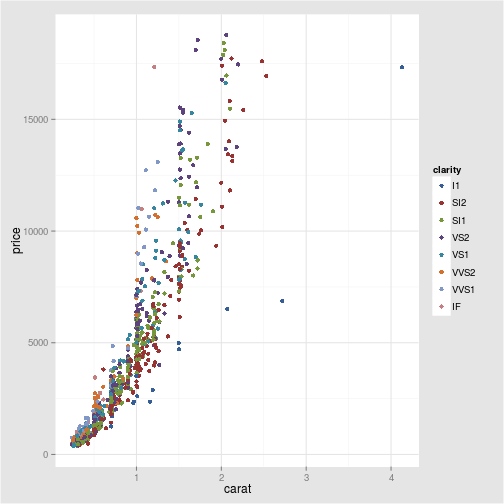 15000
10000
5000
0
price
1
2
3
4
carat
clarity
I1
SI2
SI1
VS2
VS1
VVS2
VVS1
IF